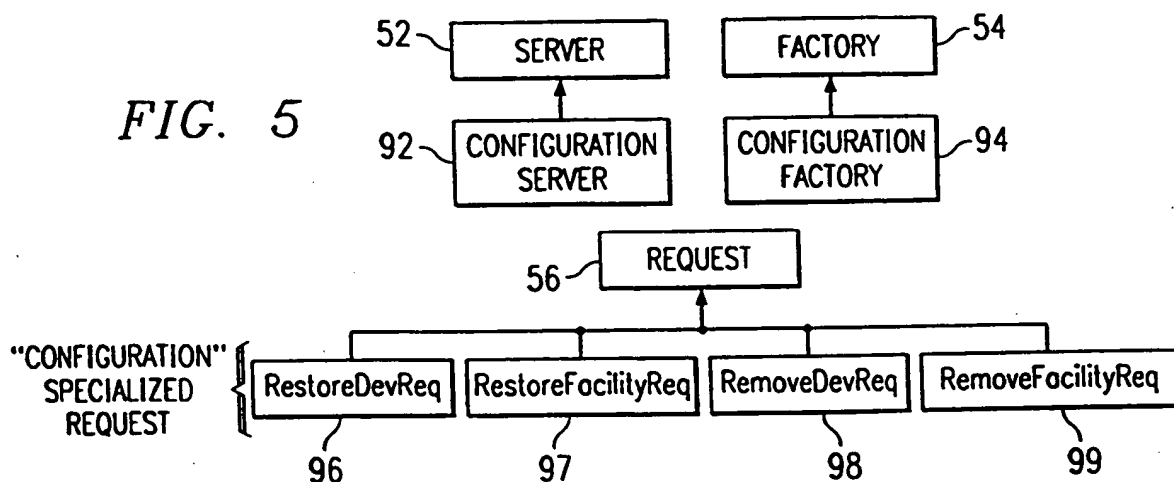 52 SERVER
FACTORY 54
FIG. 5
92 CONFIGURATION
SERVER
CONFIGURATION 94
FACTORY
REQUEST
56
"CONFIGURATION"
SPECIALIZED
REQUEST
RestoreDevReq RestoreFacilityReq RemoveDevReq RemoveFacilityReq
96 97 98 99